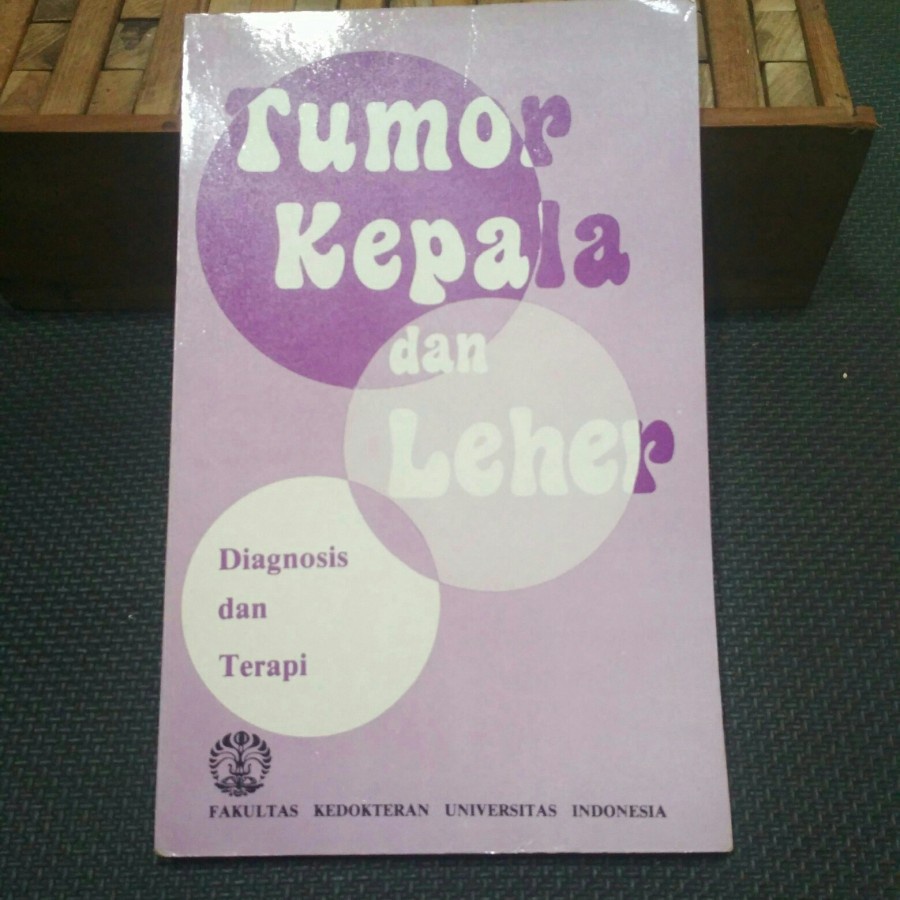 Tumor
Kepala
dan
Leher
Diagnosis
dan
Terapi
FAKULTAS KEDOKTERAN UNIVERSITAS INDONESIA